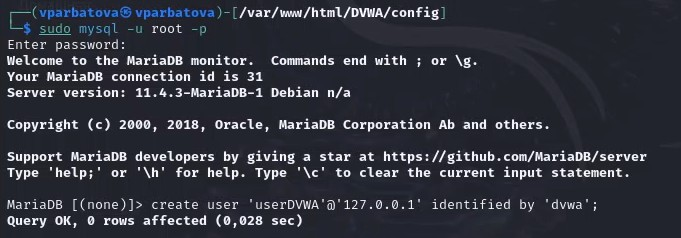 ┌──(vparbatova㉿vparbatova)-[/var/www/html/DVWA/config]
└─$ sudo mysql -u root -p
Enter password:
Welcome to the MariaDB monitor.  Commands end with ; or \g.
Your MariaDB connection id is 31
Server version: 11.4.3-MariaDB-1 Debian n/a

Copyright (c) 2000, 2018, Oracle, MariaDB Corporation Ab and others.

Support MariaDB developers by giving a star at https://github.com/MariaDB/server
Type 'help;' or '\h' for help. Type '\c' to clear the current input statement.

MariaDB [(none)]> create user 'userDVWA'@'127.0.0.1' identified by 'dvwa';
Query OK, 0 rows affected (0,028 sec)